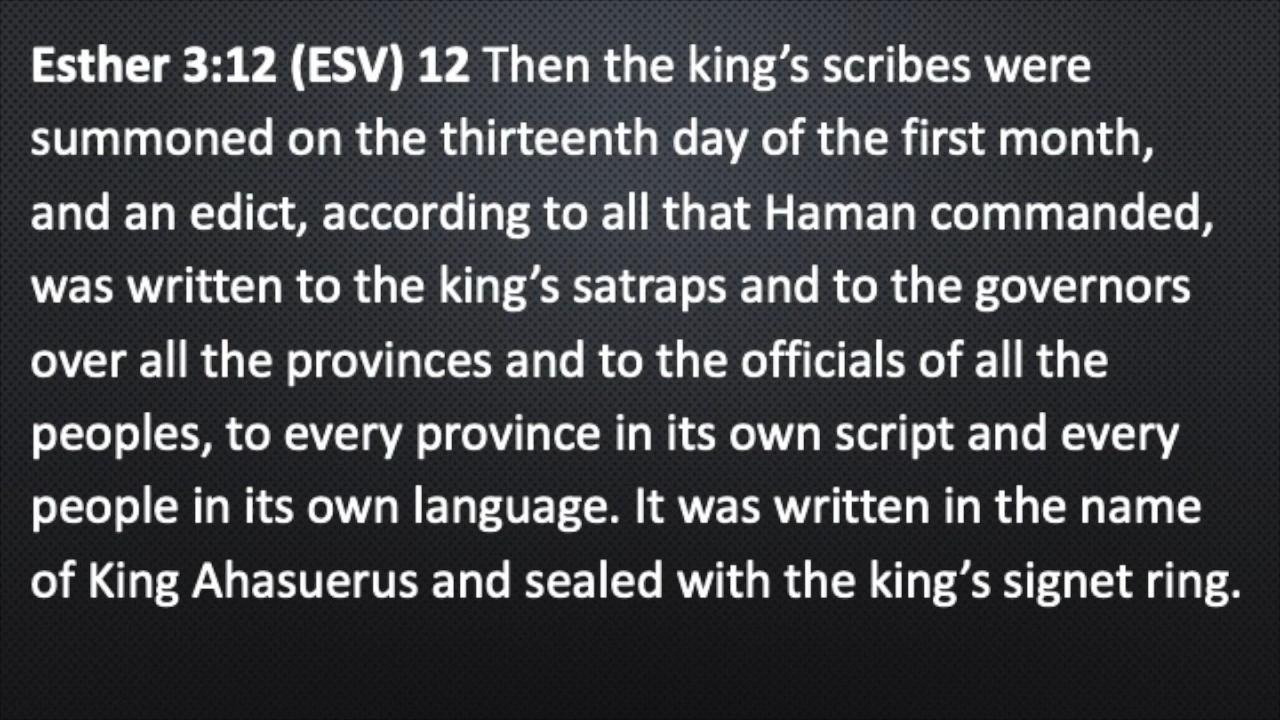 Esther 3:12 (ESV) 12 Then the king’s scribes were
summoned on the thirteenth day of the first month,
and an edict, according to all that Haman commanded,
was written to the king’s satraps and to the governors
over all the provinces and to the officials of all the
peoples, to every province in its own script and every
people in its own language. It was written in the name
of King Ahasuerus and sealed with the king’s signet ring.